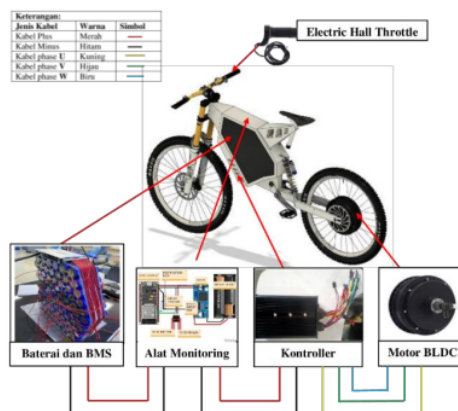 Keterangan:
Jenis Kabel Warna Simbol
Kabel Plus Merah
Kabel Minus Hitam
Kabel phase U Kuning
Kabel phase V Hijau
Kabel phase W Biru
Electric Hall Throttle
Baterai dan BMS
Alat Monitoring
Kontroller
Motor BLDC